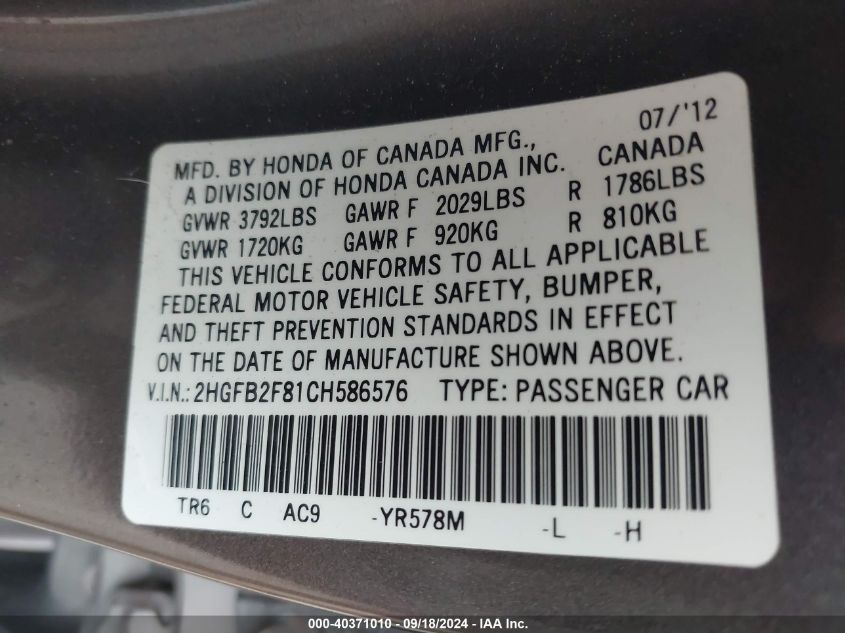 07/'12
MFD. BY HONDA OF CANADA MFG.,
A DIVISION OF HONDA CANADA INC. CANADA
GVWR 3792LBS GAWR F 2029LBS R 1786LBS
GVWR 1720KG GAWR F 920KG R 810KG
THIS VEHICLE CONFORMS TO ALL APPLICABLE
FEDERAL MOTOR VEHICLE SAFETY, BUMPER,
AND THEFT PREVENTION STANDARDS IN EFFECT
ON THE DATE OF MANUFACTURE SHOWN ABOVE.
V.I.N.: 2HGFB2F81CH586576 TYPE: PASSENGER CAR
TR6 C AC9 -YR578M -L -H
000-40371010 / 09/18/2024 - IAA Inc.